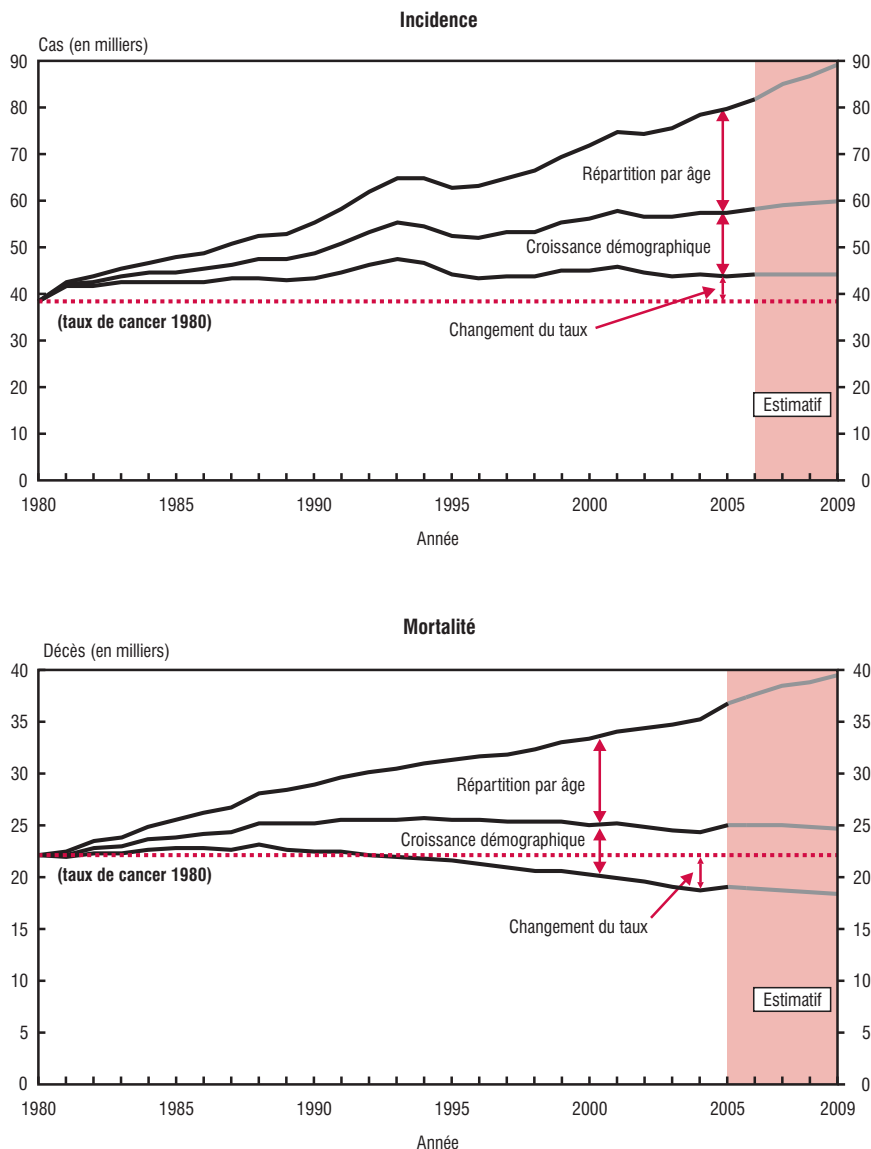 Incidence
Cas (en milliers)
90 90
80 80
70 70
Répartition par âge
60 60
50 50
Croissance démographique
40 40
(taux de cancer 1980)
Changement du taux
30 30
20 20
Estimatif
10 10
0 0
1980 1985 1990 1995 2000 2005 2009
Année
Mortalité
Décès (en milliers)
40 40
35 35
30 30
Répartition par âge
25 25
Croissance démographique
(taux de cancer 1980)
20 20
Changement du taux
15 15
10 10
Estimatif
5 5
0 0
1980 1985 1990 1995 2000 2005 2009
Année